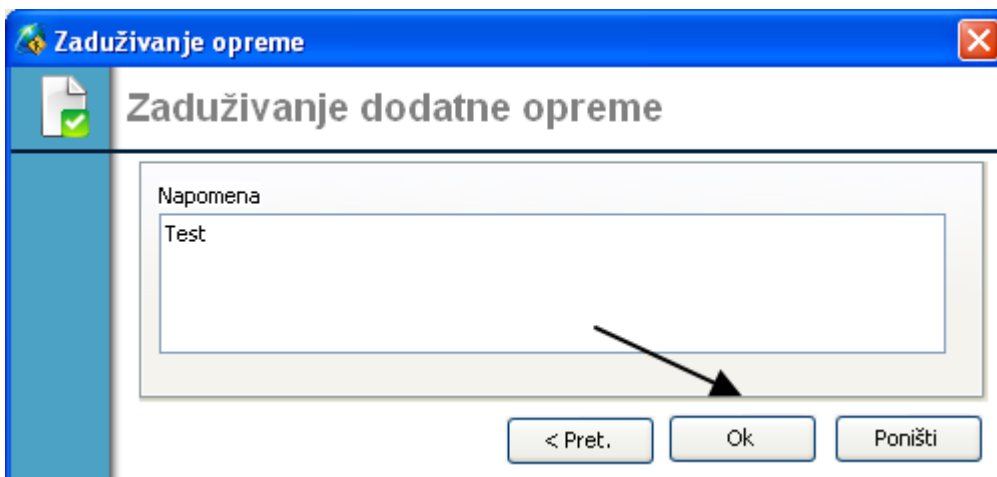 Zaduživanje opreme
Zaduživanje dodatne opreme
Napomena
Test
< Pret.
Ok
Poništi